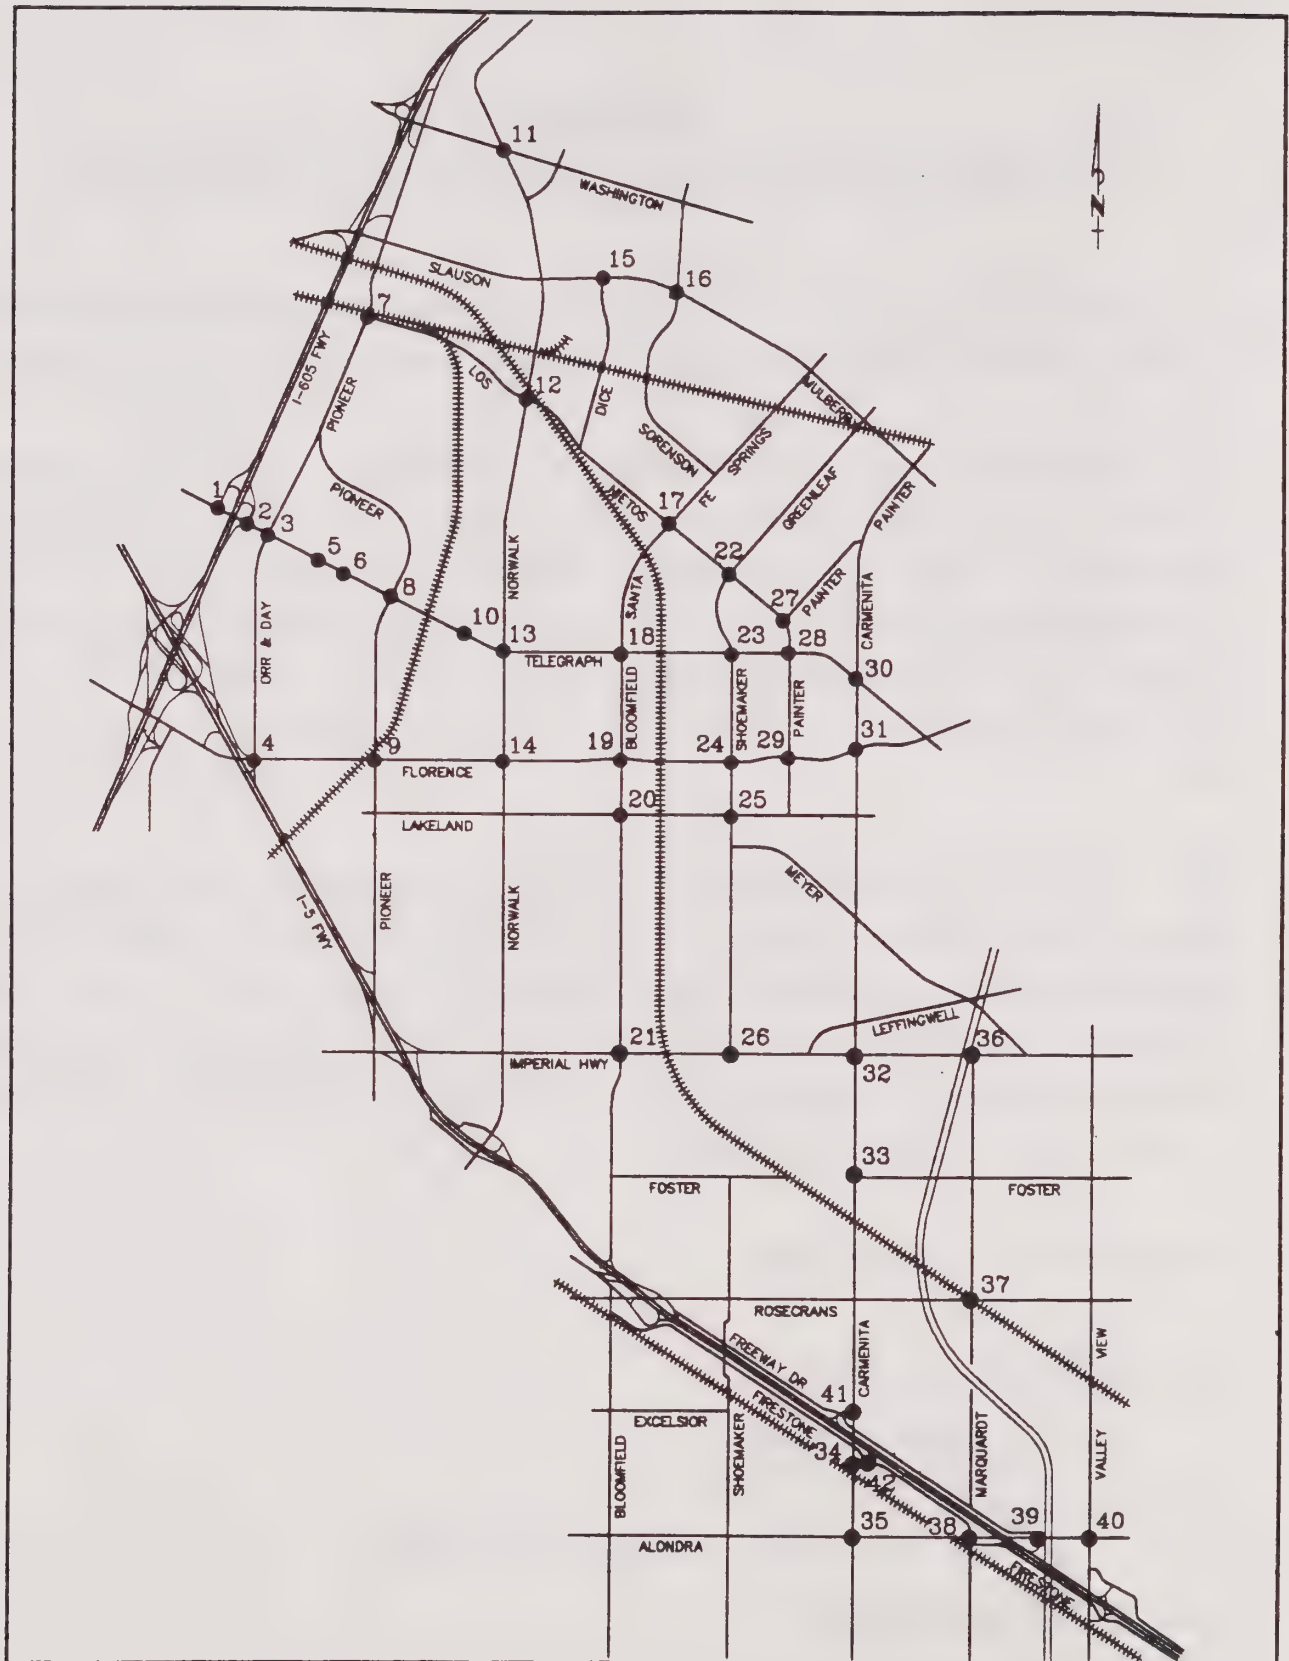 11
WASHINGTON
N
15
16
SLAUSON
7
I-605 FWY
PIONEER
LOS
12
DICE
SORENSON
FE SPRINGS
MULBERRY
GREENLEAF
PAINTER
1
2
3
5
6
PIONEER
8
NORWALK
NIETOS
17
22
27
PAINTER
CARMENITA
10
13
TELEGRAPH
SANTA
18
23
28
30
ORR & DAY
BLOOMFIELD
SHOEMAKER
PAINTER
4
9
FLORENCE
14
19
24
29
31
LAKELAND
20
25
I-5 FWY
PIONEER
NORWALK
MEYER
LEFFINGWELL
IMPERIAL HWY
21
26
32
36
33
FOSTER
FOSTER
37
ROSECRANS
FREEWAY DR
FIRESTONE
CARMENITA
VALLEY VIEW
41
EXCELSIOR
34
42
BLOOMFIELD
SHOEMAKER
MARQUARDT
ALONDRA
35
38
39
40
FIRESTONE